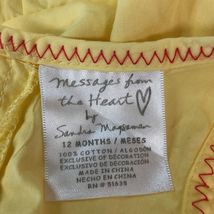 messages from
the Heart
by
Sandra Magsamen
12 MONTHS / MESES
100% COTTON / ALGODÓN
EXCLUSIVE OF DECORATION
EXCLUSIVO DE DECORACIÓN
MADE IN CHINA
HECHO EN CHINA
RN # 51635